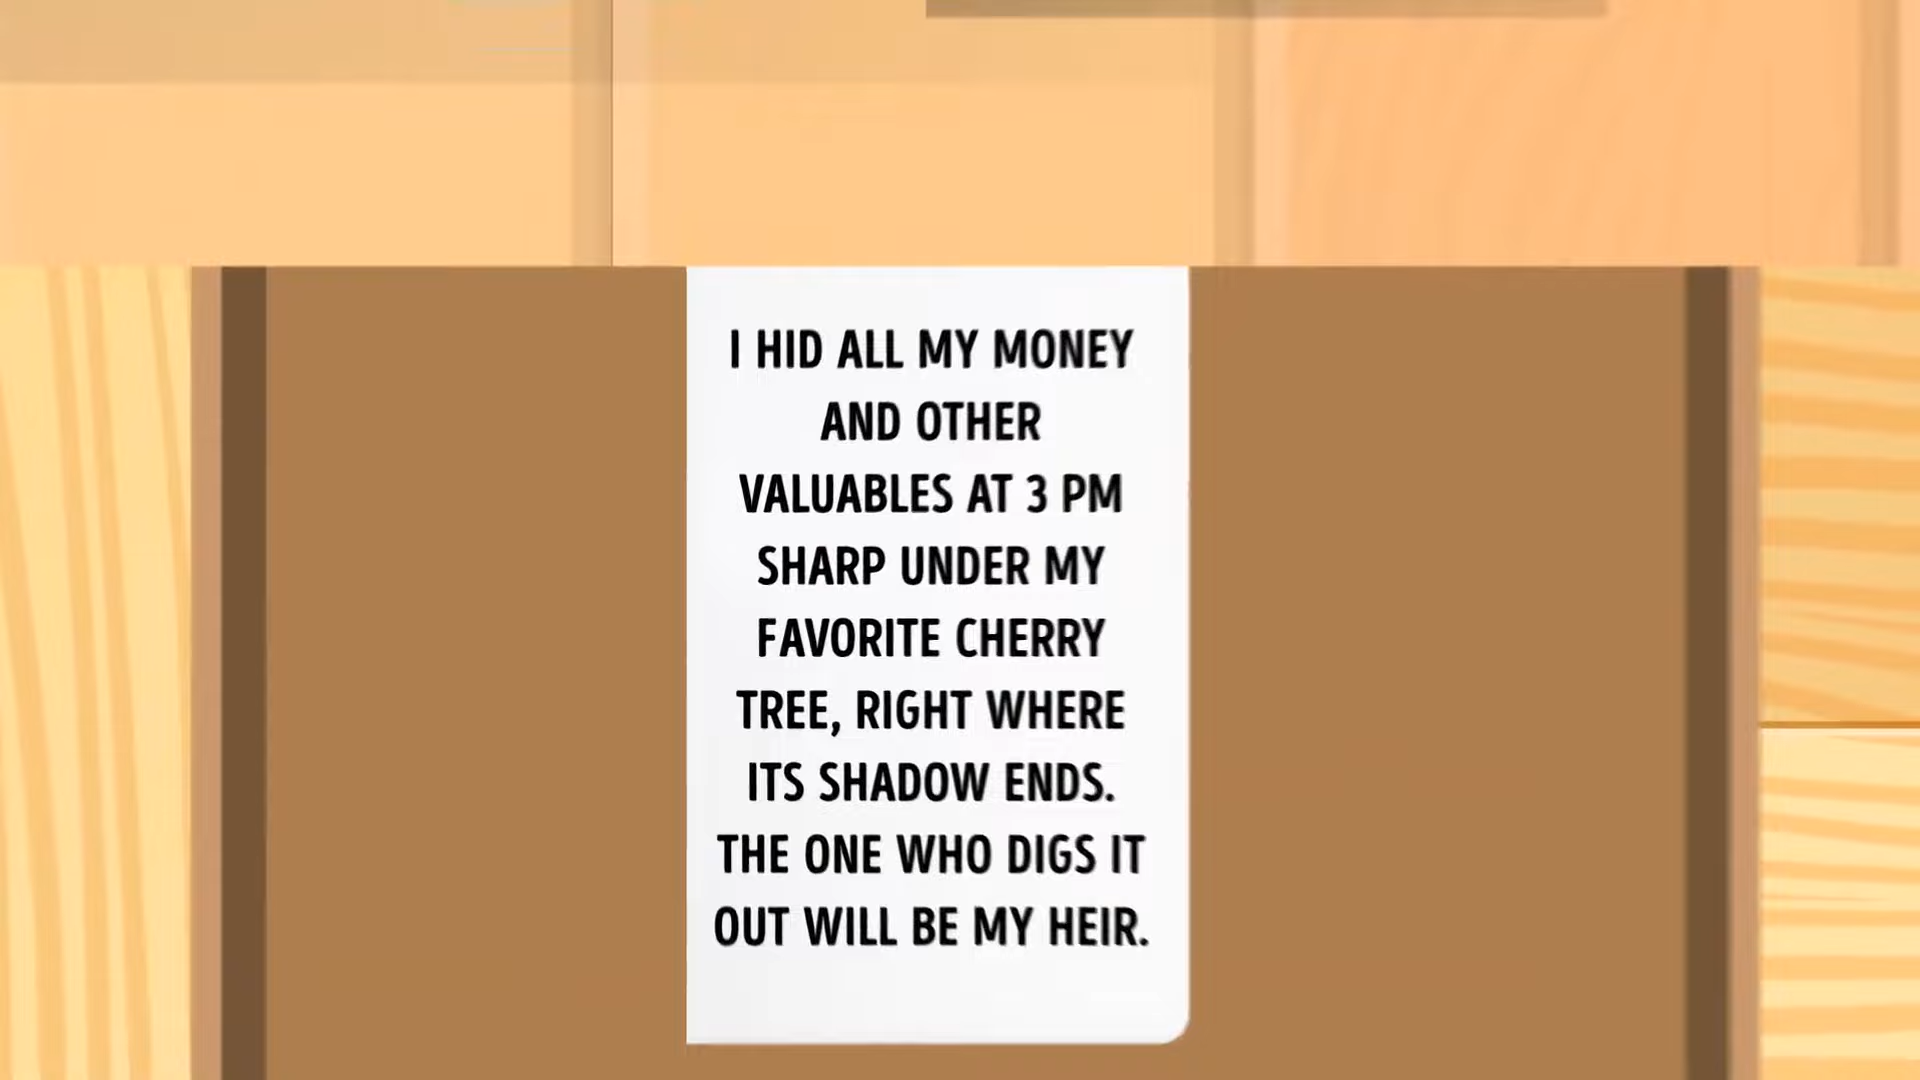 I HID ALL MY MONEY
AND OTHER
VALUABLES AT 3 PM
SHARP UNDER MY
FAVORITE CHERRY
TREE, RIGHT WHERE
ITS SHADOW ENDS.
THE ONE WHO DIGS IT
OUT WILL BE MY HEIR.